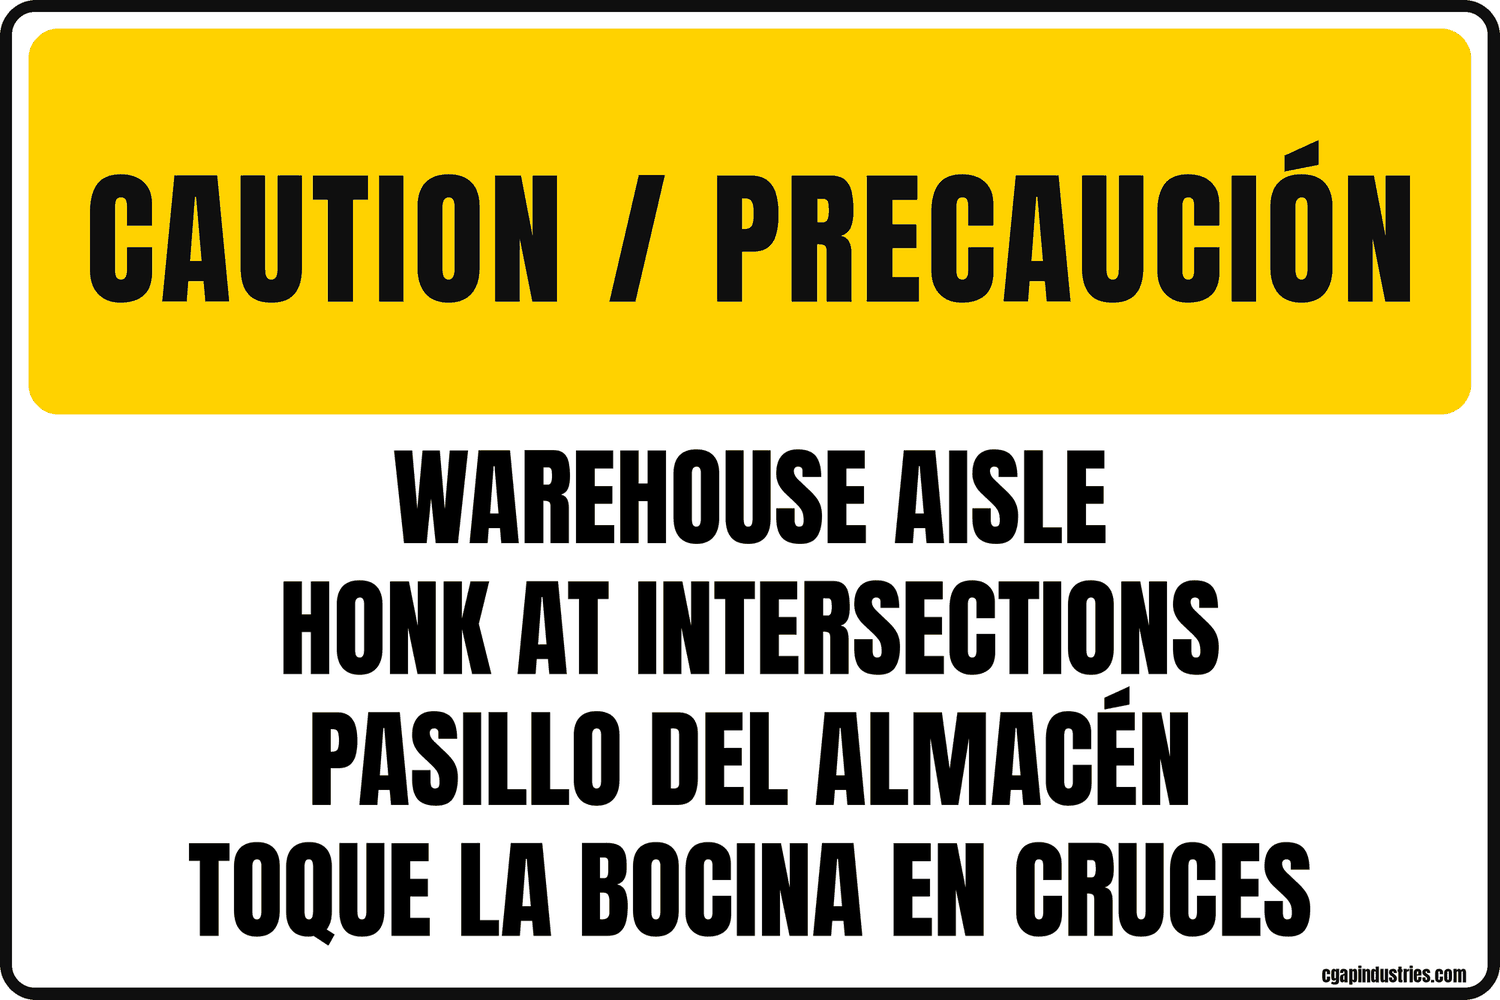 CAUTION / PRECAUCIÓN
WAREHOUSE AISLE
HONK AT INTERSECTIONS
PASILLO DEL ALMACÉN
TOQUE LA BOCINA EN CRUCES
cgapindustries.com